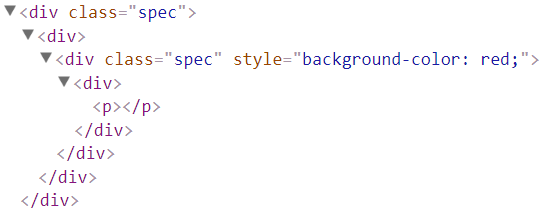 <div class="spec">
<div>
<div class="spec" style="background-color: red;">
<div>
<p></p>
</div>
</div>
</div>
</div>